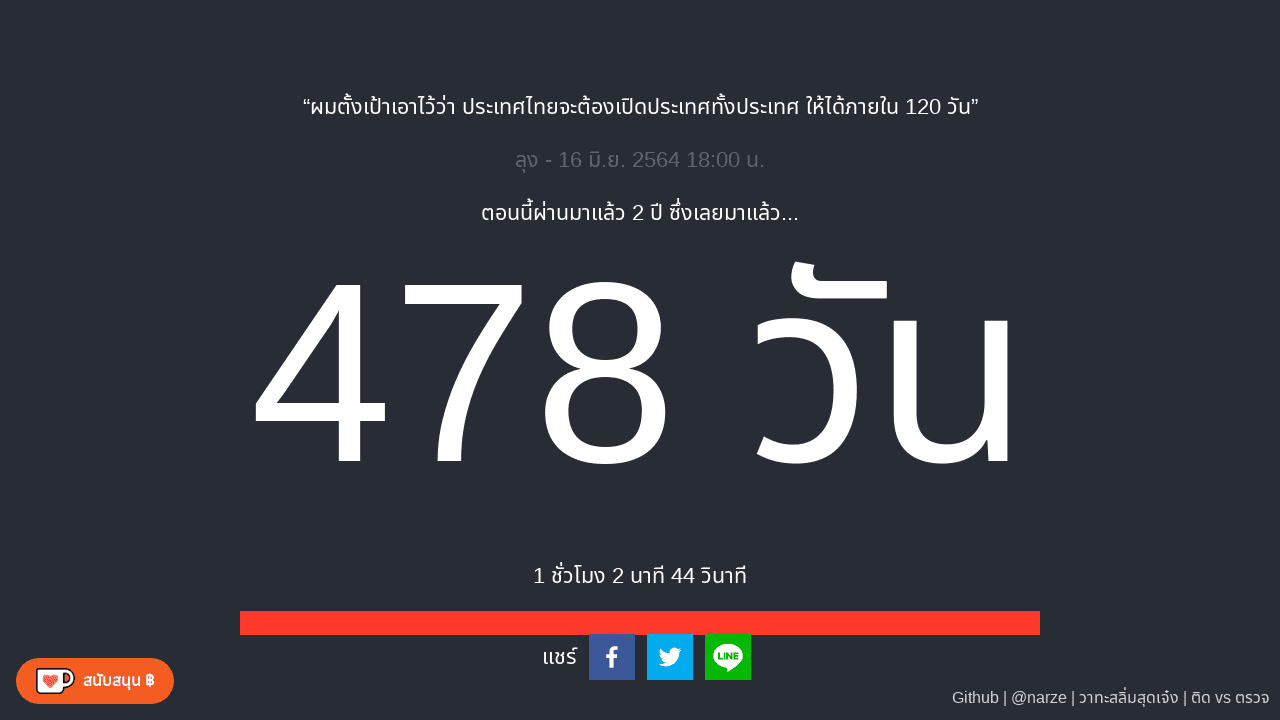 “ผมตั้งเป้าเอาไว้ว่า ประเทศไทยจะต้องเปิดประเทศทั้งประเทศ ให้ได้ภายใน 120 วัน”
ลุง - 16 มิ.ย. 2564 18:00 น.
ตอนนี้ผ่านมาแล้ว 2 ปี ซึ่งเลยมาแล้ว...
478 วัน
1 ชั่วโมง 2 นาที 44 วินาที
แชร์
LINE
สนับสนุน ฿
Github | @narze | วาทะสลิ่มสุดเจ๋ง | ติด vs ตรวจ